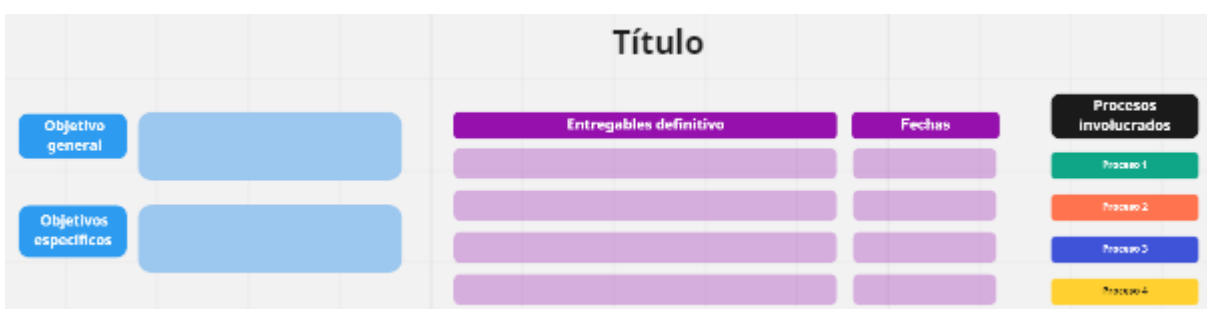 Título
Objetivo
general
Objetivos
específicos
Entregables definitivo
Fechas
Procesos
involucrados
Proceso 1
Proceso 2
Proceso 3
Proceso 4